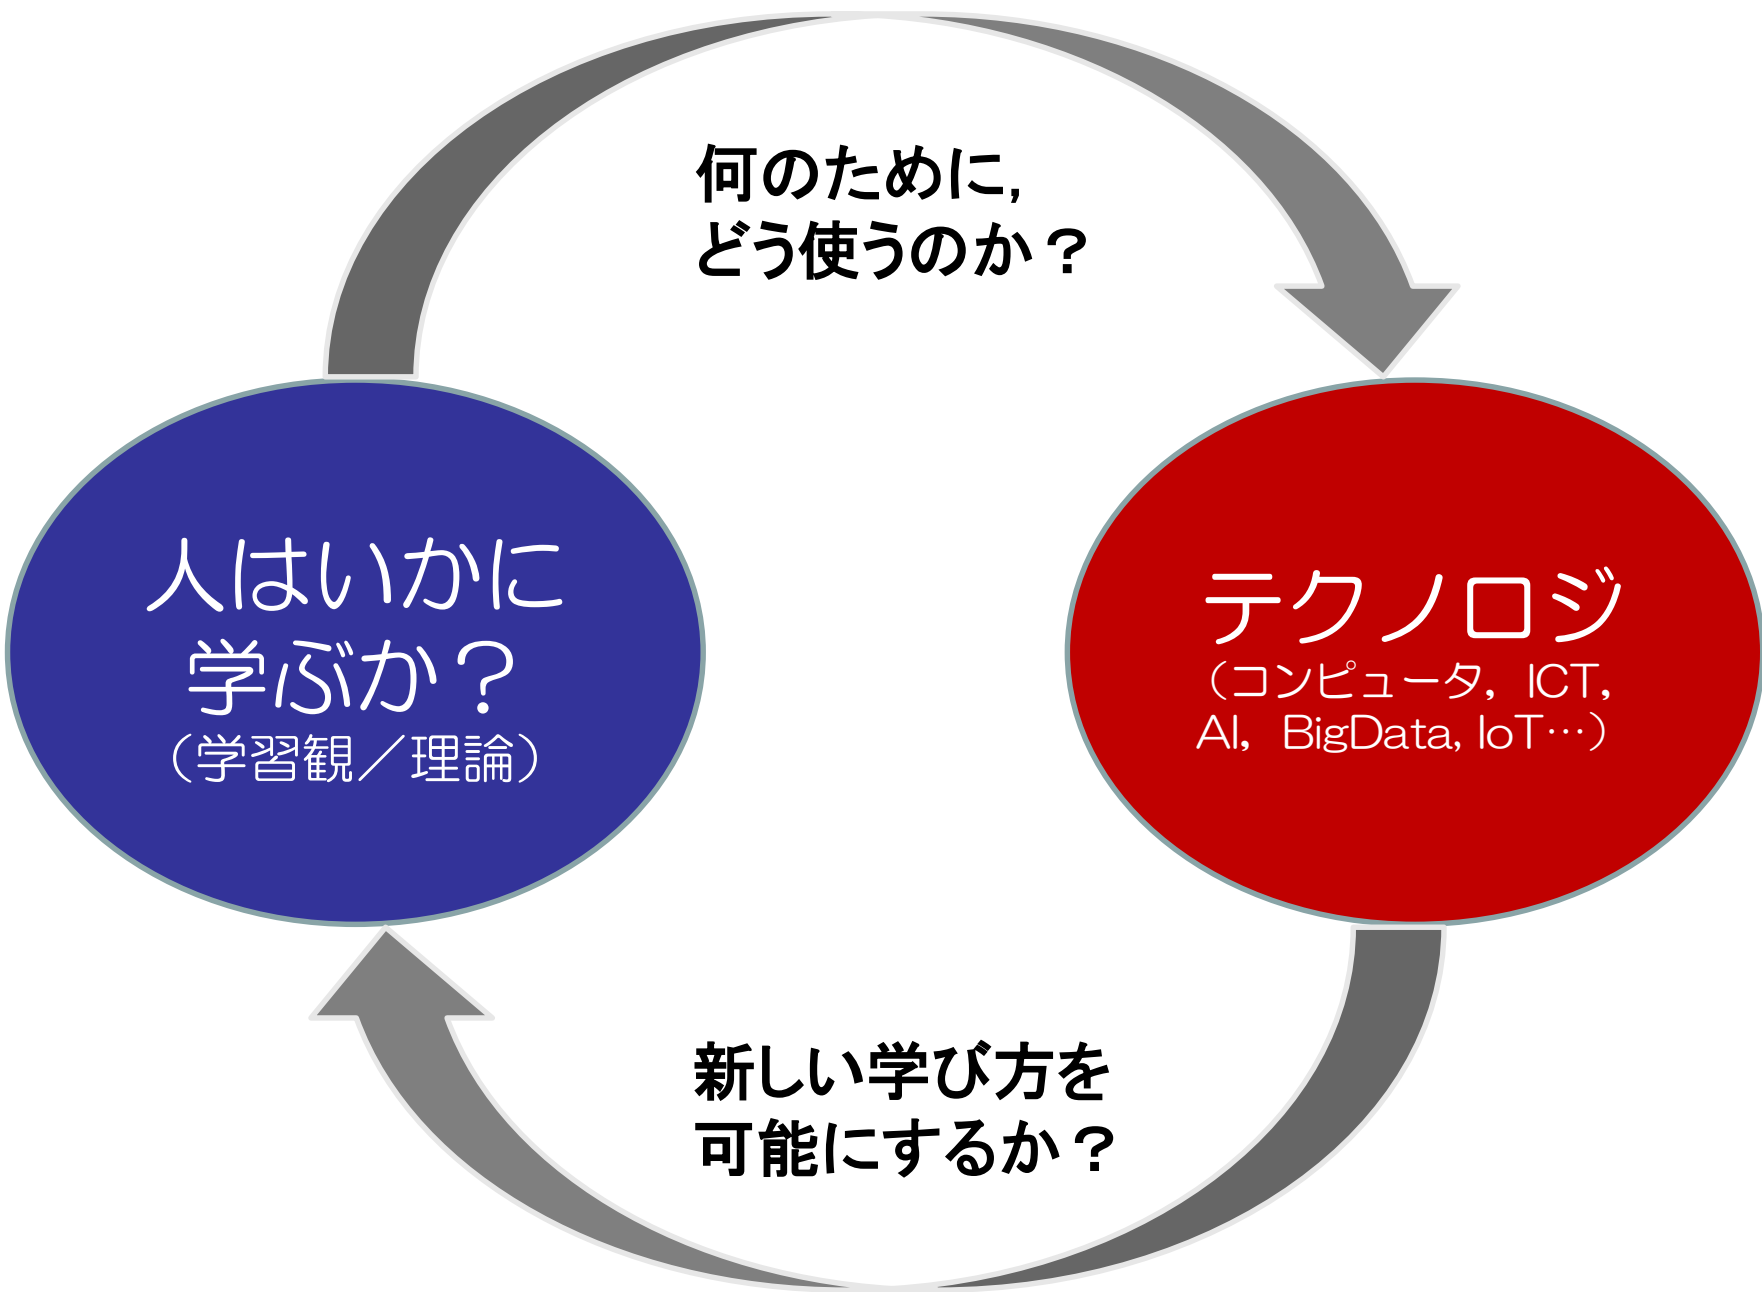 何のために,
どう使うのか？
人はいかに
学ぶか？
（学習観／理論）
テクノロジ
（コンピュータ，ICT，
AI， BigData, IoT…）
新しい学び方を
可能にするか？